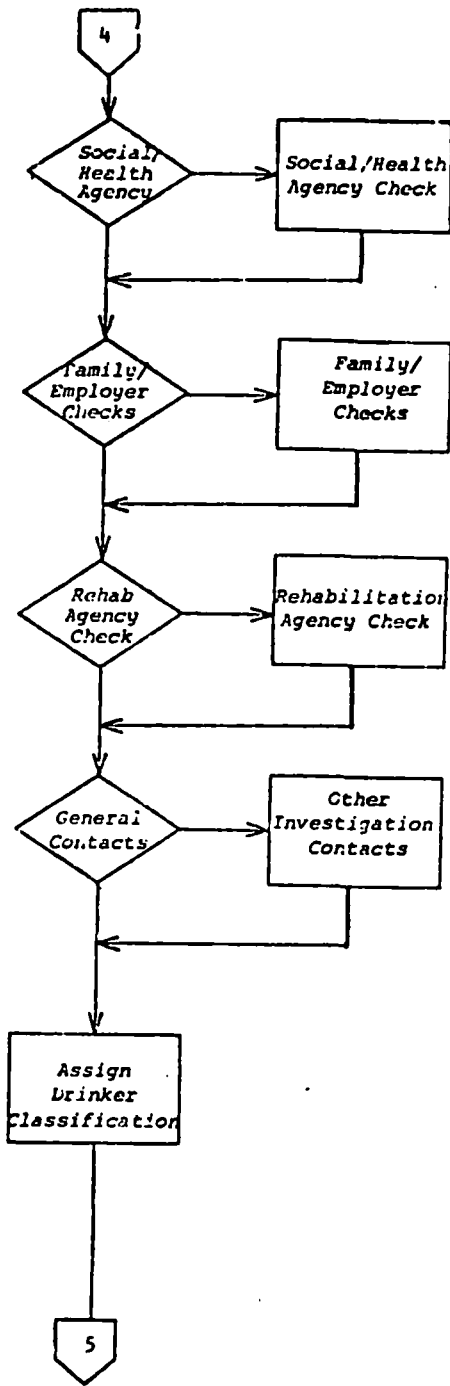 4
Social/
Health
Agency
Social/Health
Agency Check
Family/
Employer
Checks
Family/
Employer
Checks
Rehab
Agency
Check
Rehabilitation
Agency Check
General
Contacts
Other
Investigation
Contacts
Assign
Drinker
Classification
5